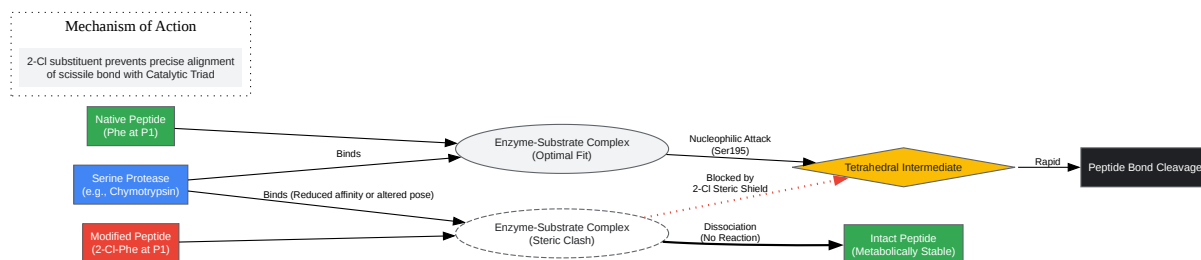 Mechanism of Action
2-Cl substituent prevents precise alignment
of scissile bond with Catalytic Triad
Native Peptide
(Phe at P1)
Serine Protease
(e.g., Chymotrypsin)
Modified Peptide
(2-Cl-Phe at P1)
Binds
Binds (Reduced affinity or altered pose)
Enzyme-Substrate Complex
(Optimal Fit)
Enzyme-Substrate Complex
(Steric Clash)
Nucleophilic Attack
(Ser195)
Blocked by
2-Cl Steric Shield
Dissociation
(No Reaction)
Tetrahedral Intermediate
Intact Peptide
(Metabolically Stable)
Rapid
Peptide Bond Cleavage